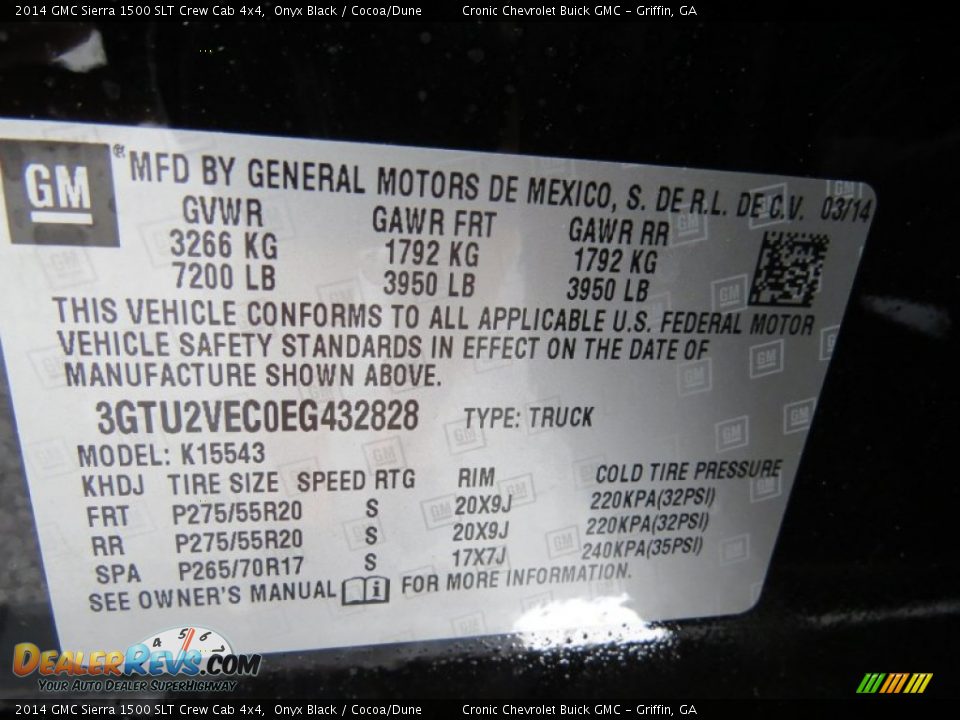 2014 GMC Sierra 1500 SLT Crew Cab 4x4, Onyx Black / Cocoa/Dune Cronic Chevrolet Buick GMC - Griffin, GA
GM ® MFD BY GENERAL MOTORS DE MEXICO, S. DE R.L. DE C.V. 03/14
GVWR GAWR FRT GAWR RR
3266 KG 1792 KG 1792 KG
7200 LB 3950 LB 3950 LB
THIS VEHICLE CONFORMS TO ALL APPLICABLE U.S. FEDERAL MOTOR
VEHICLE SAFETY STANDARDS IN EFFECT ON THE DATE OF
MANUFACTURE SHOWN ABOVE.
3GTU2VEC0EG432828 TYPE: TRUCK
MODEL: K15543
KHDJ TIRE SIZE SPEED RTG RIM COLD TIRE PRESSURE
FRT P275/55R20 S 20X9J 220KPA(32PSI)
RR P275/55R20 S 20X9J 220KPA(32PSI)
SPA P265/70R17 S 17X7J 240KPA(35PSI)
SEE OWNER'S MANUAL i FOR MORE INFORMATION.
4 5 6
DEALERREVS.COM
YOUR AUTO DEALER SUPERHIGHWAY
2014 GMC Sierra 1500 SLT Crew Cab 4x4, Onyx Black / Cocoa/Dune Cronic Chevrolet Buick GMC - Griffin, GA